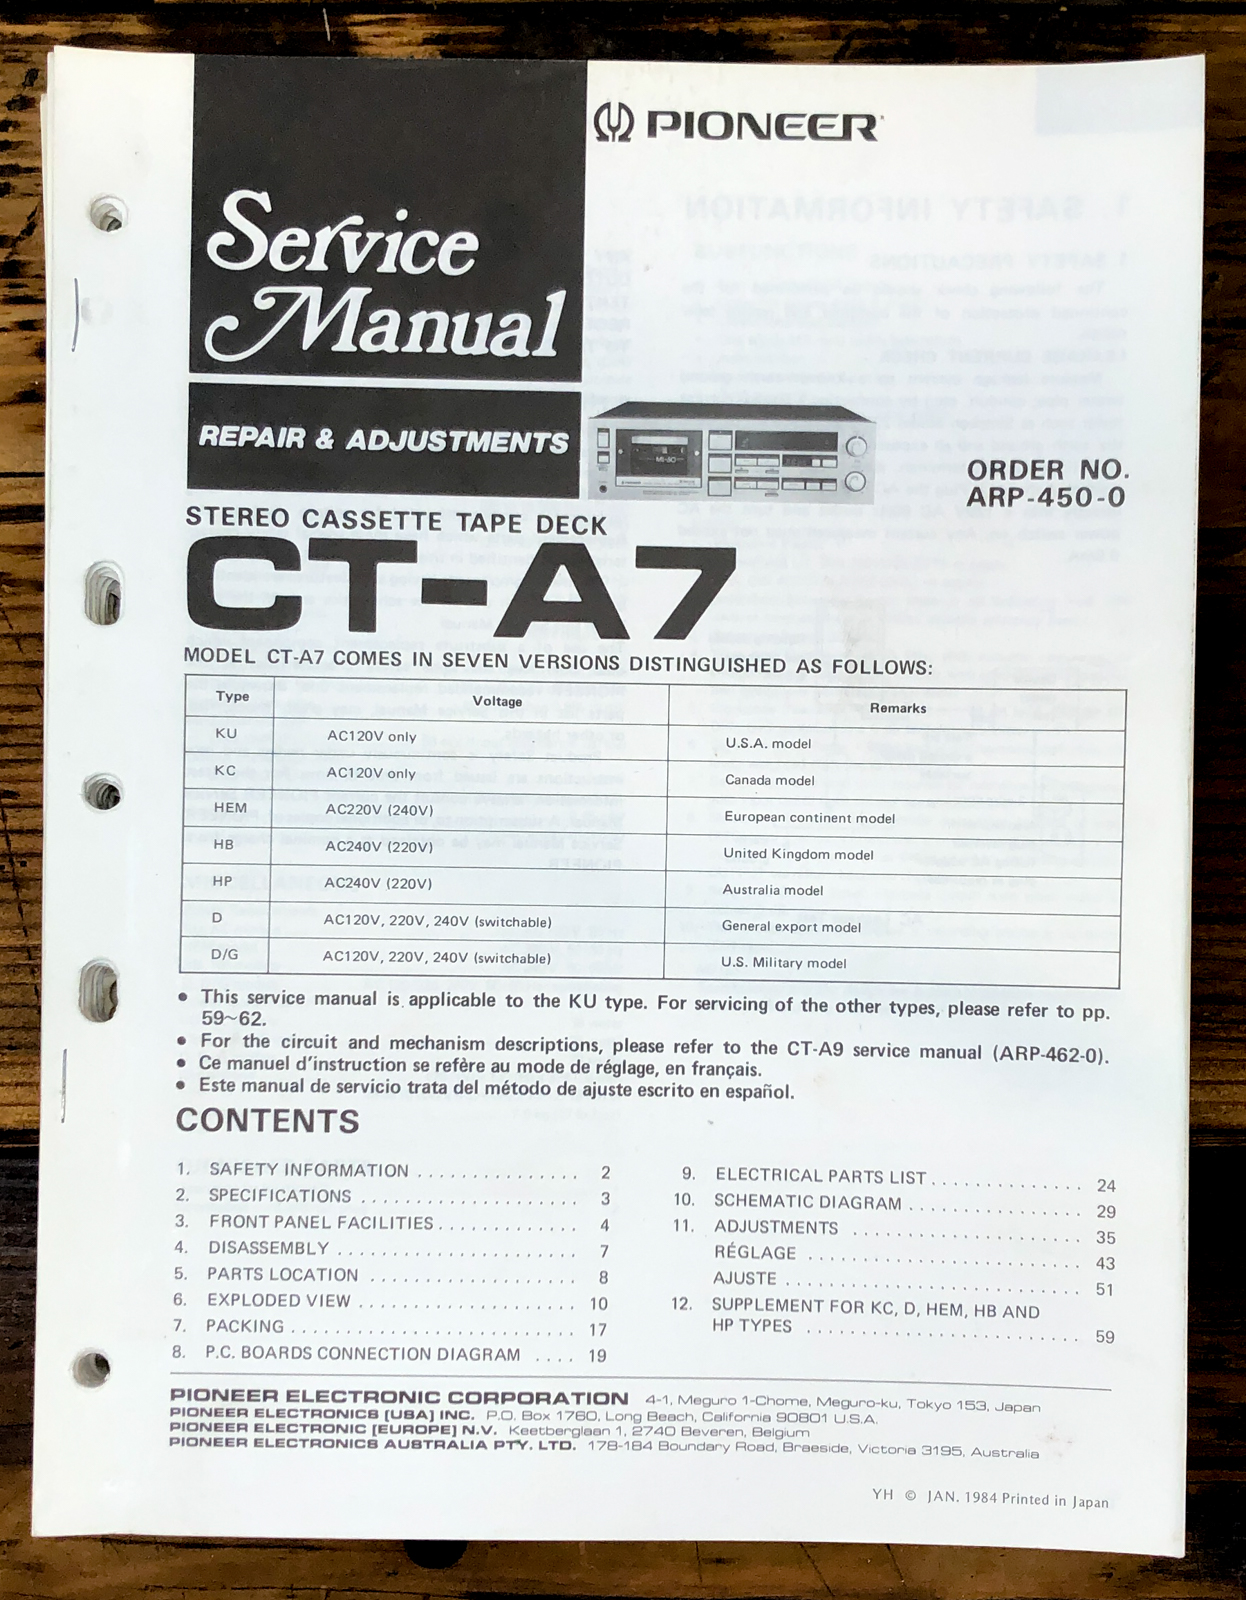 PIONEER
Service
Manual
REPAIR & ADJUSTMENTS
ORDER NO.
ARP-450-0
STEREO CASSETTE TAPE DECK
CT-A7
MODEL CT-A7 COMES IN SEVEN VERSIONS DISTINGUISHED AS FOLLOWS:
Type Voltage Remarks
KU AC120V only U.S.A. model
KC AC120V only Canada model
HEM AC220V (240V) European continent model
HB AC240V (220V) United Kingdom model
HP AC240V (220V) Australia model
D AC120V, 220V, 240V (switchable) General export model
D/G AC120V, 220V, 240V (switchable) U.S. Military model
• This service manual is applicable to the KU type. For servicing of the other types, please refer to pp.
59~62.
• For the circuit and mechanism descriptions, please refer to the CT-A9 service manual (ARP-462-0).
• Ce manuel d'instruction se refère au mode de réglage, en français.
• Este manual de servicio trata del método de ajuste escrito en español.
CONTENTS
1. SAFETY INFORMATION . . . . . . . . . . . . . . 2
2. SPECIFICATIONS . . . . . . . . . . . . . . . . . . 3
3. FRONT PANEL FACILITIES . . . . . . . . . . . . 4
4. DISASSEMBLY . . . . . . . . . . . . . . . . . . . . 7
5. PARTS LOCATION . . . . . . . . . . . . . . . . . 8
6. EXPLODED VIEW . . . . . . . . . . . . . . . . . . 10
7. PACKING . . . . . . . . . . . . . . . . . . . . . . . . 17
8. P.C. BOARDS CONNECTION DIAGRAM . . . . 19
9. ELECTRICAL PARTS LIST . . . . . . . . . . . . . 24
10. SCHEMATIC DIAGRAM . . . . . . . . . . . . . . . 29
11. ADJUSTMENTS . . . . . . . . . . . . . . . . . . . . 35
RÉGLAGE . . . . . . . . . . . . . . . . . . . . . . . . 43
AJUSTE . . . . . . . . . . . . . . . . . . . . . . . . . . 51
12. SUPPLEMENT FOR KC, D, HEM, HB AND
HP TYPES . . . . . . . . . . . . . . . . . . . . . . . . 59
PIONEER ELECTRONIC CORPORATION 4-1, Meguro 1-Chome, Meguro-ku, Tokyo 153, Japan
PIONEER ELECTRONICS [USA] INC. P.O. Box 1760, Long Beach, California 90801 U.S.A.
PIONEER ELECTRONIC [EUROPE] N.V. Keetberglaan 1, 2740 Beveren, Belgium
PIONEER ELECTRONICS AUSTRALIA PTY. LTD. 178-184 Boundary Road, Braeside, Victoria 3195, Australia
YH © JAN. 1984 Printed in Japan